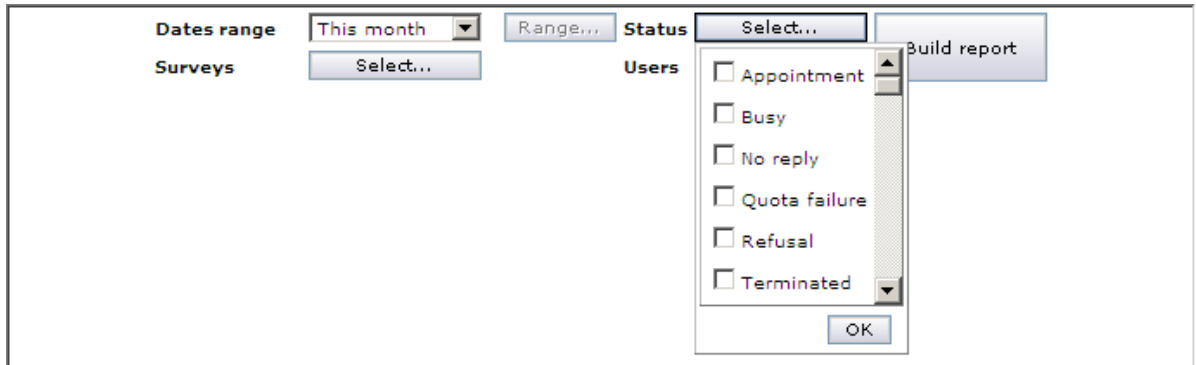 Dates range This month Range... Status Select... Build report
Surveys Select... Users
Appointment
Busy
No reply
Quota failure
Refusal
Terminated
OK